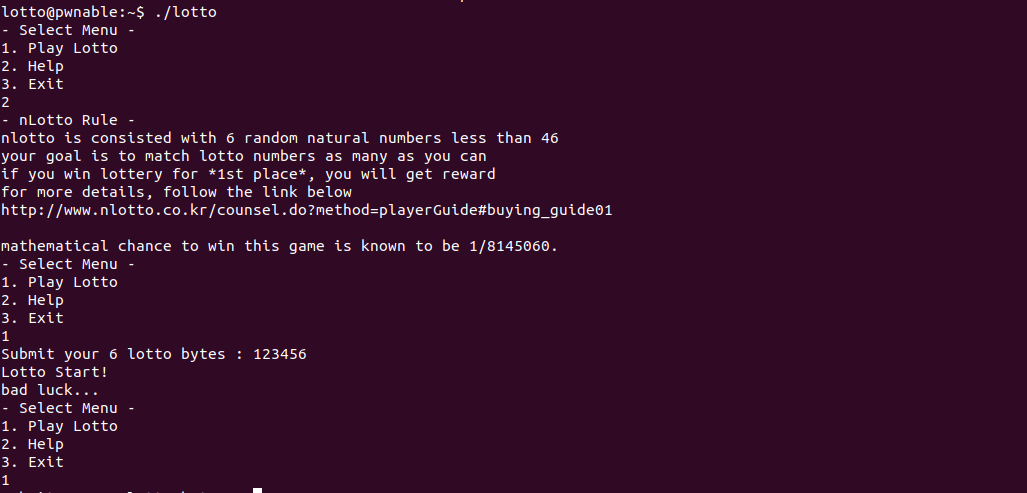 lotto@pwnable:~$ ./lotto
- Select Menu -
1. Play Lotto
2. Help
3. Exit
2
- nLotto Rule -
nlotto is consisted with 6 random natural numbers less than 46
your goal is to match lotto numbers as many as you can
if you win lottery for *1st place*, you will get reward
for more details, follow the link below
http://www.nlotto.co.kr/counsel.do?method=playerGuide#buying_guide01
mathematical chance to win this game is known to be 1/8145060.
- Select Menu -
1. Play Lotto
2. Help
3. Exit
1
Submit your 6 lotto bytes : 123456
Lotto Start!
bad luck...
- Select Menu -
1. Play Lotto
2. Help
3. Exit
1